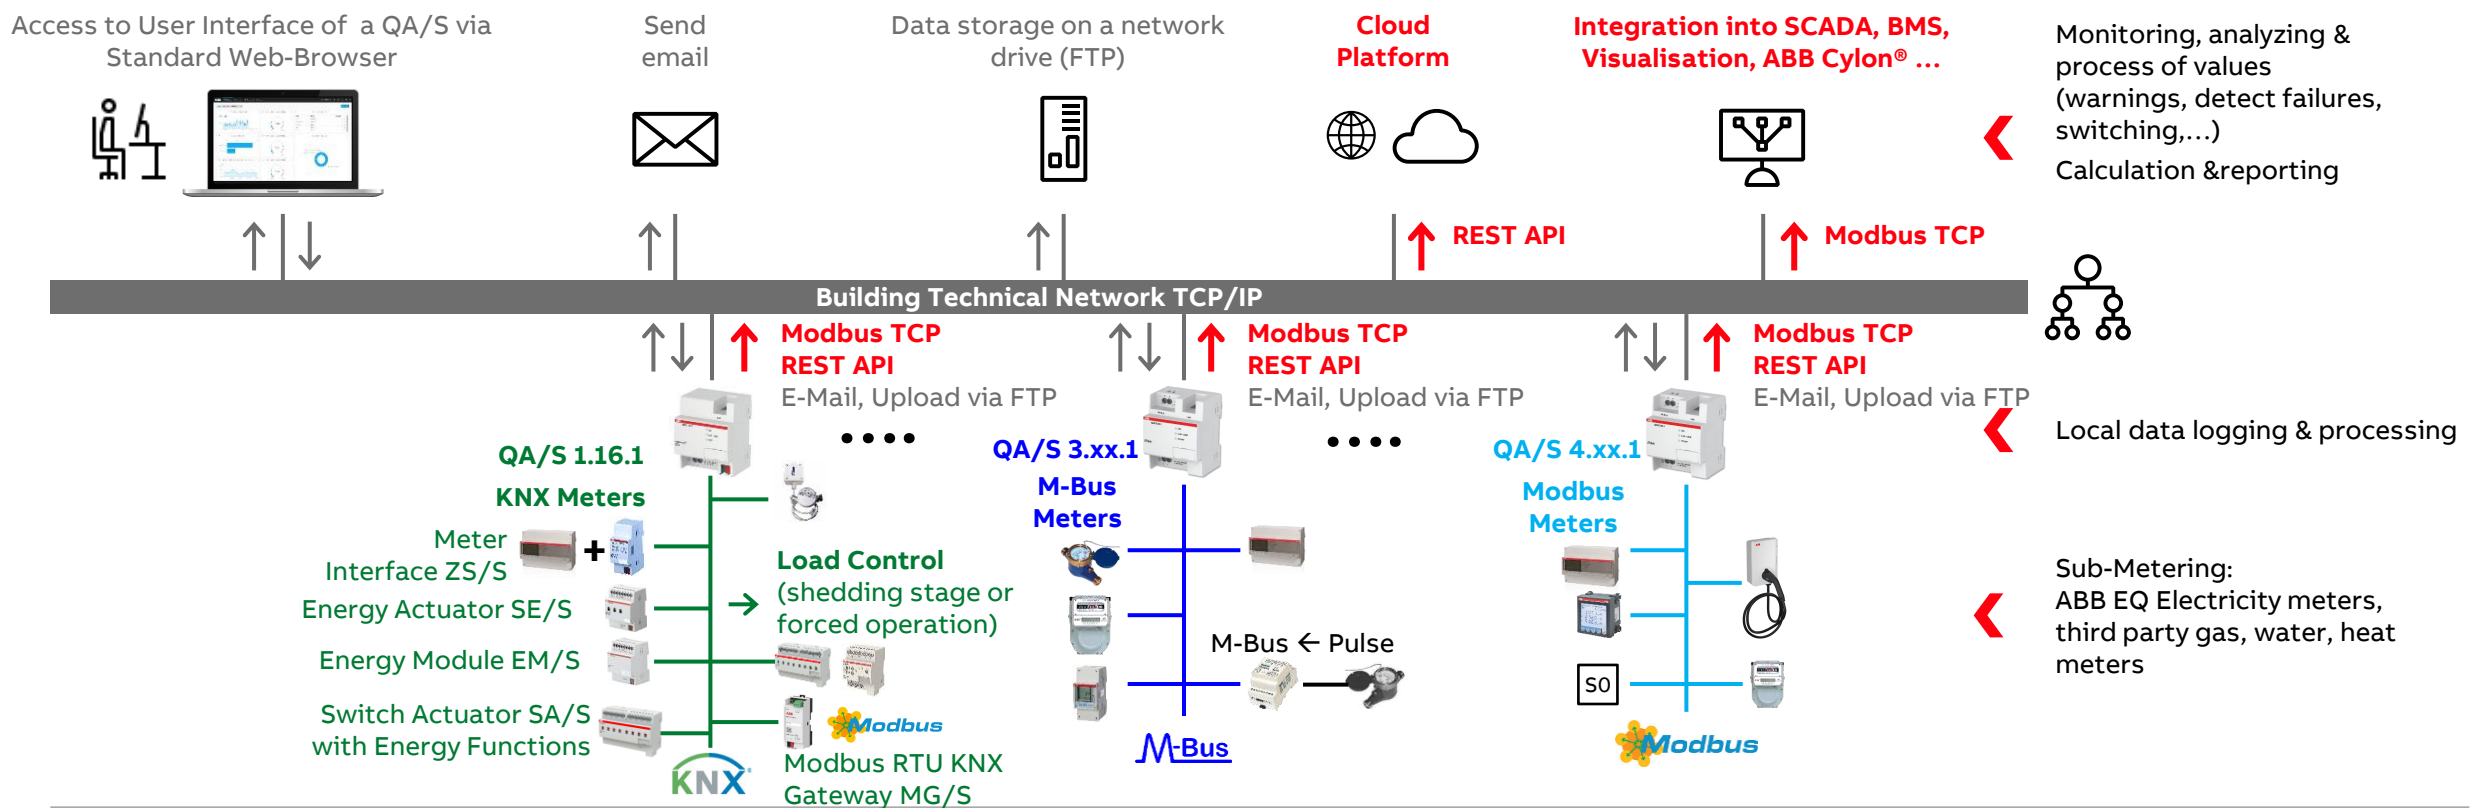 Access to User Interface of  a QA/S via
Standard Web-Browser
Send
email
Data storage on a network
drive (FTP)
Cloud
Platform
Integration into SCADA, BMS,
Visualisation, ABB Cylon® ...
Monitoring, analyzing &
process of values
(warnings, detect failures,
switching,...)
Calculation &reporting
REST API
Modbus TCP
Building Technical Network TCP/IP
Modbus TCP
REST API
E-Mail, Upload via FTP
Modbus TCP
REST API
E-Mail, Upload via FTP
Modbus TCP
REST API
E-Mail, Upload via FTP
Local data logging & processing
QA/S 1.16.1
KNX Meters
Meter
Interface ZS/S
+
Energy Actuator SE/S
Energy Module EM/S
Switch Actuator SA/S
with Energy Functions
Load Control
(shedding stage or
forced operation)
Modbus
Modbus RTU KNX
Gateway MG/S
KNX
QA/S 3.xx.1
M-Bus
Meters
M-Bus ← Pulse
M-Bus
QA/S 4.xx.1
Modbus
Meters
S0
Modbus
Sub-Metering:
ABB EQ Electricity meters,
third party gas, water, heat
meters